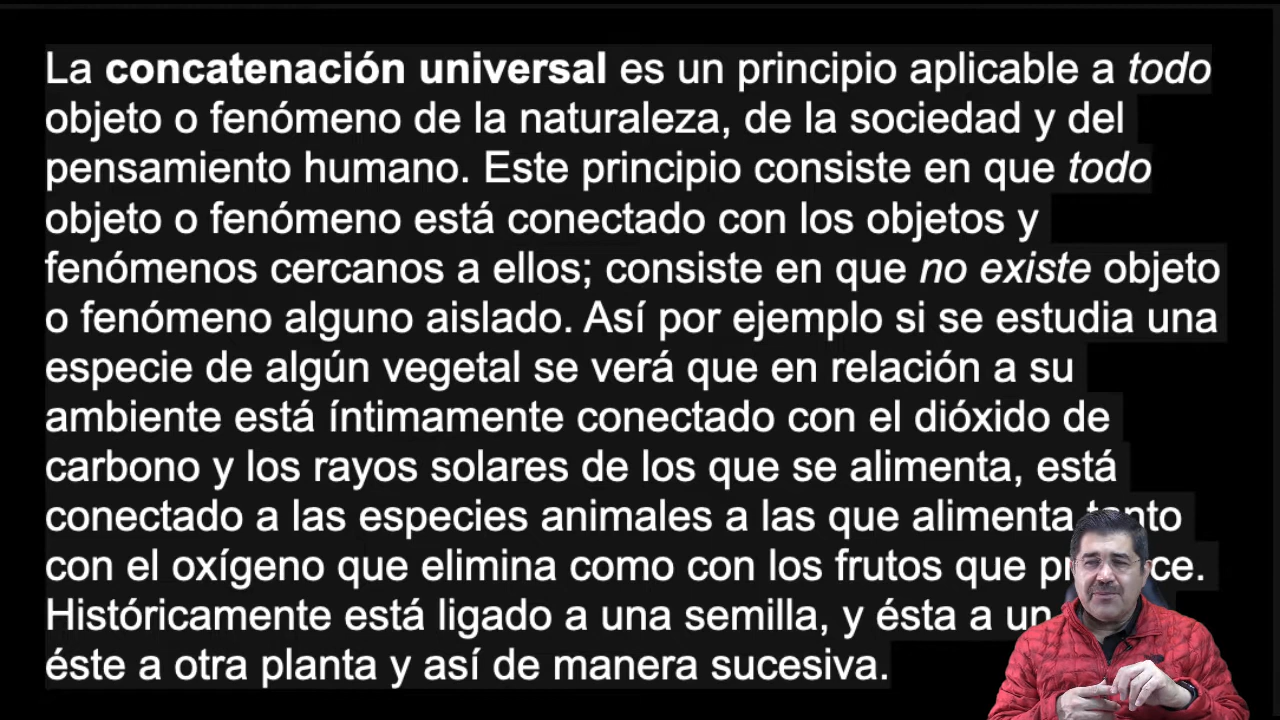 La concatenación universal es un principio aplicable a todo
objeto o fenómeno de la naturaleza, de la sociedad y del
pensamiento humano. Este principio consiste en que todo
objeto o fenómeno está conectado con los objetos y
fenómenos cercanos a ellos; consiste en que no existe objeto
o fenómeno alguno aislado. Así por ejemplo si se estudia una
especie de algún vegetal se verá que en relación a su
ambiente está íntimamente conectado con el dióxido de
carbono y los rayos solares de los que se alimenta, está
conectado a las especies animales a las que alimenta tanto
con el oxígeno que elimina como con los frutos que
Históricamente está ligado a una semilla, y ésta a un
éste a otra planta y así de manera sucesiva.